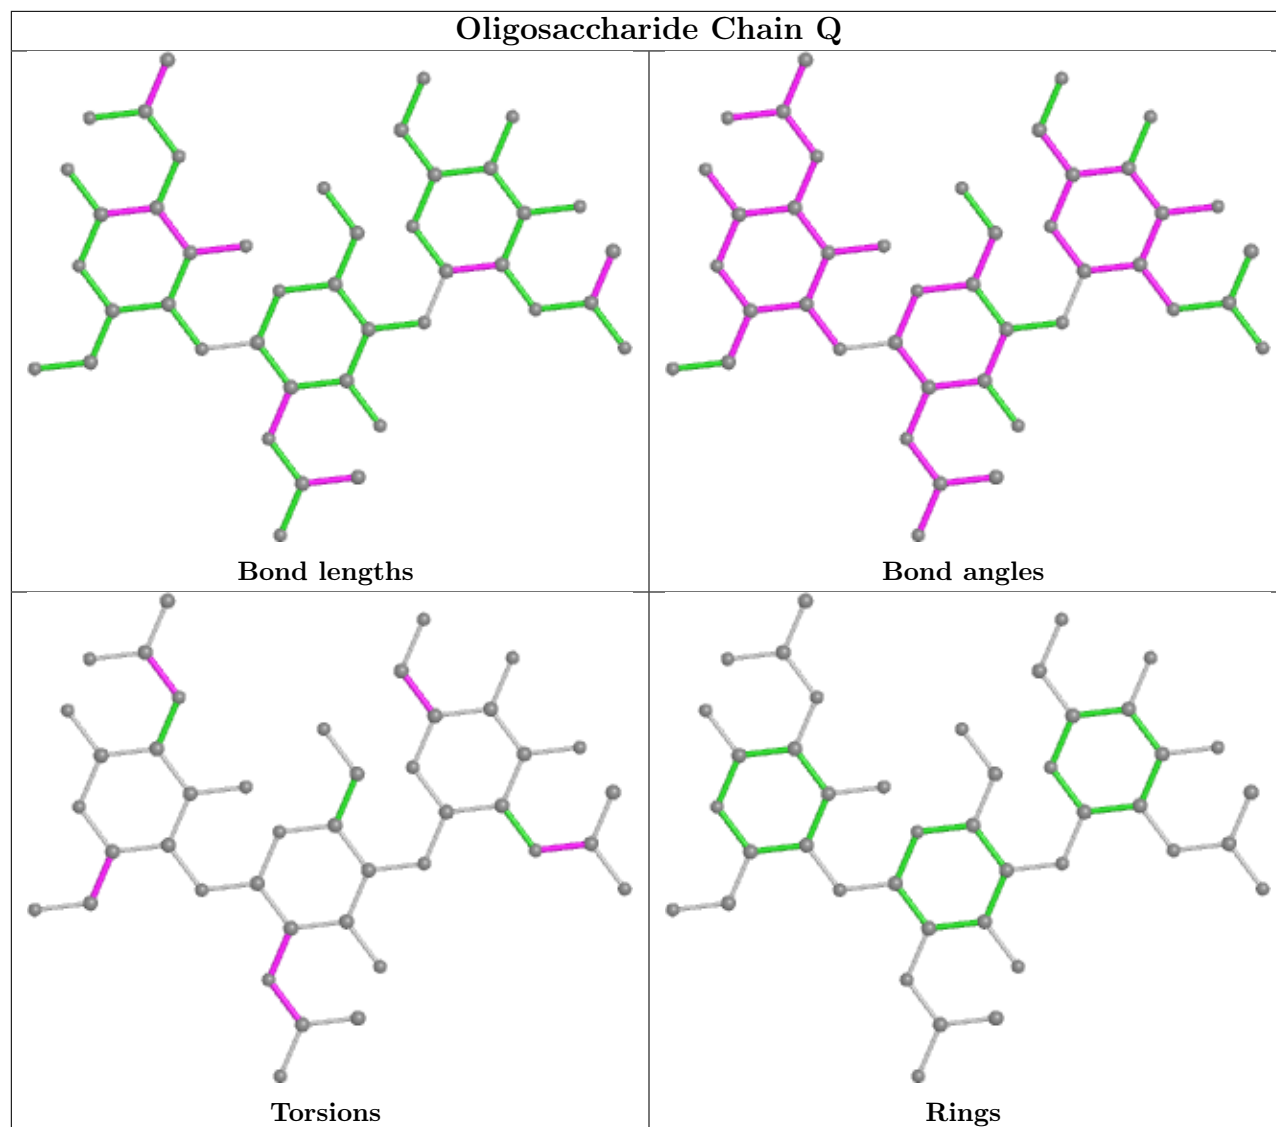 Oligosaccharide Chain Q
Bond lengths
Bond angles
Torsions
Rings